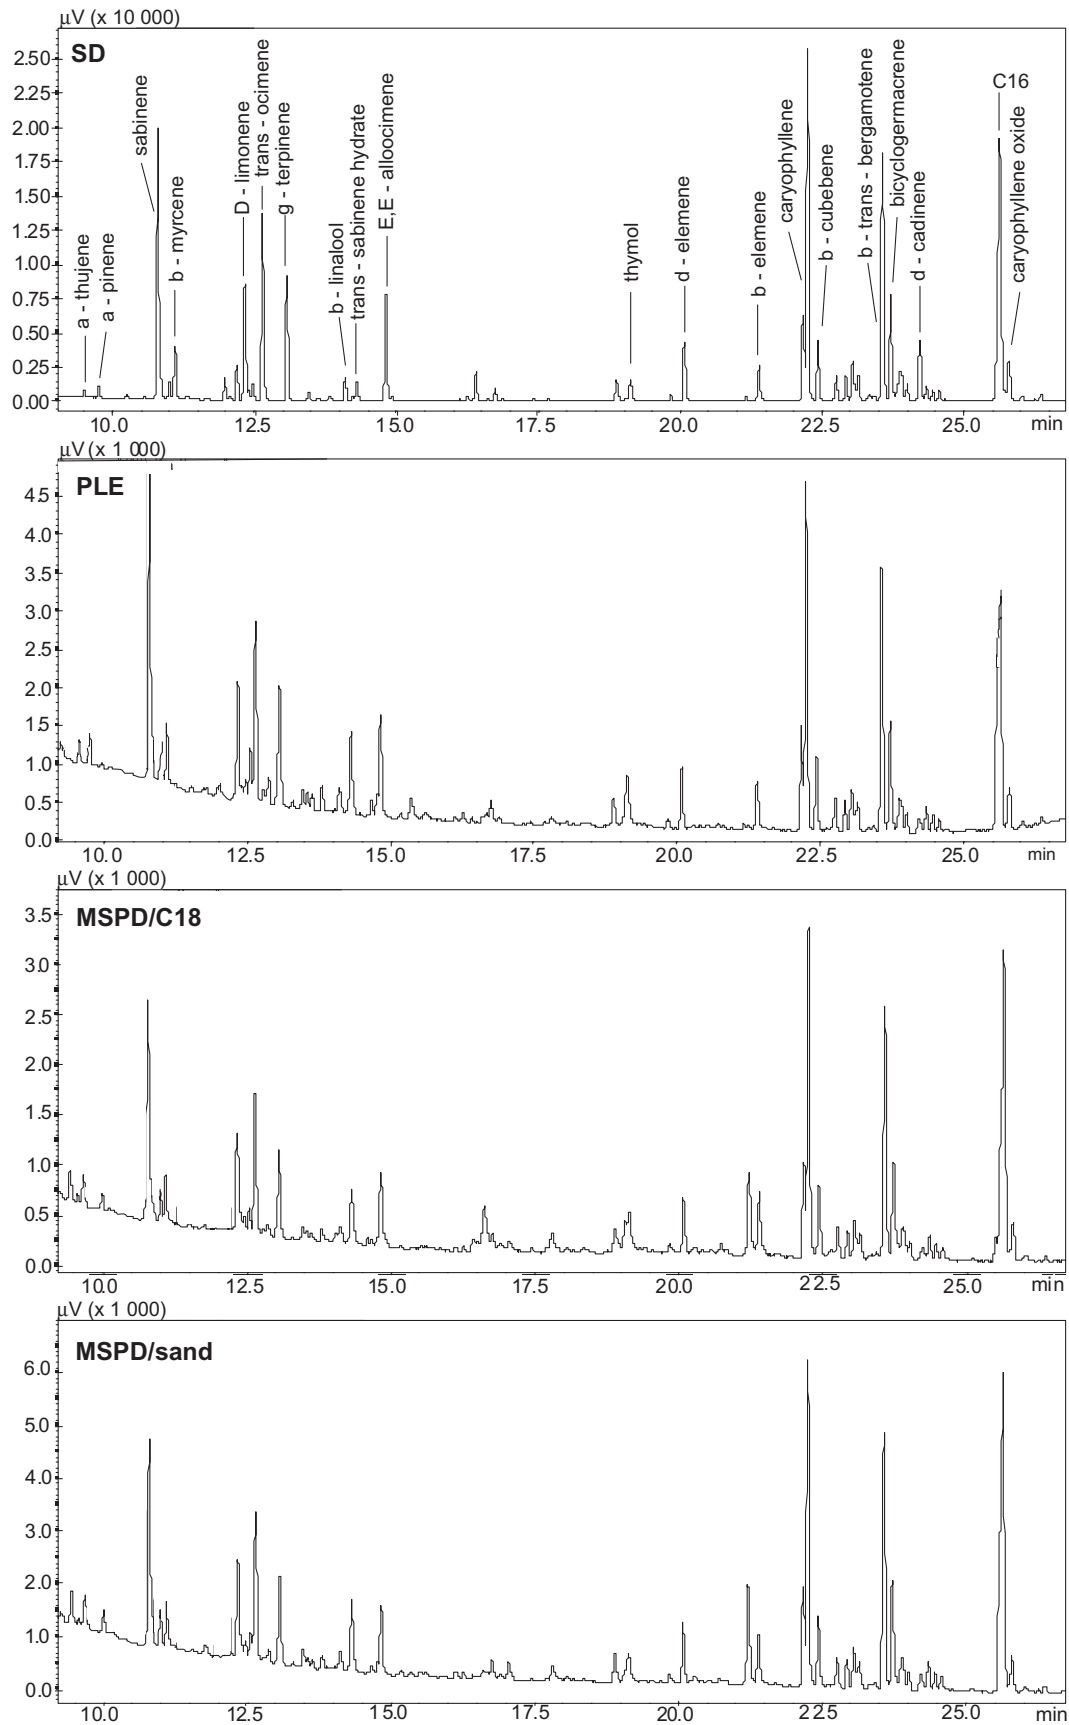 µV (x 10 000)
SD
2.50
2.25
2.00
1.75
1.50
1.25
1.00
0.75
0.50
0.25
0.00
a - thujene
a - pinene
sabinene
b - myrcene
D - limonene
trans - ocimene
g - terpinene
b - linalool
trans - sabinene hydrate
E,E - alloocimene
thymol
d - elemene
b - elemene
caryophyllene
b - cubebene
b - trans - bergamotene
bicyclogermacrene
d - cadinene
C16
caryophyllene oxide
10.0 12.5 15.0 17.5 20.0 22.5 25.0 min
µV (x 1 000)
PLE
4.5
4.0
3.5
3.0
2.5
2.0
1.5
1.0
0.5
0.0
10.0 12.5 15.0 17.5 20.0 22.5 25.0 min
µV (x 1 000)
MSPD/C18
3.5
3.0
2.5
2.0
1.5
1.0
0.5
0.0
10.0 12.5 15.0 17.5 20.0 22.5 25.0 min
µV (x 1 000)
MSPD/sand
6.0
5.0
4.0
3.0
2.0
1.0
0.0
10.0 12.5 15.0 17.5 20.0 22.5 25.0 min